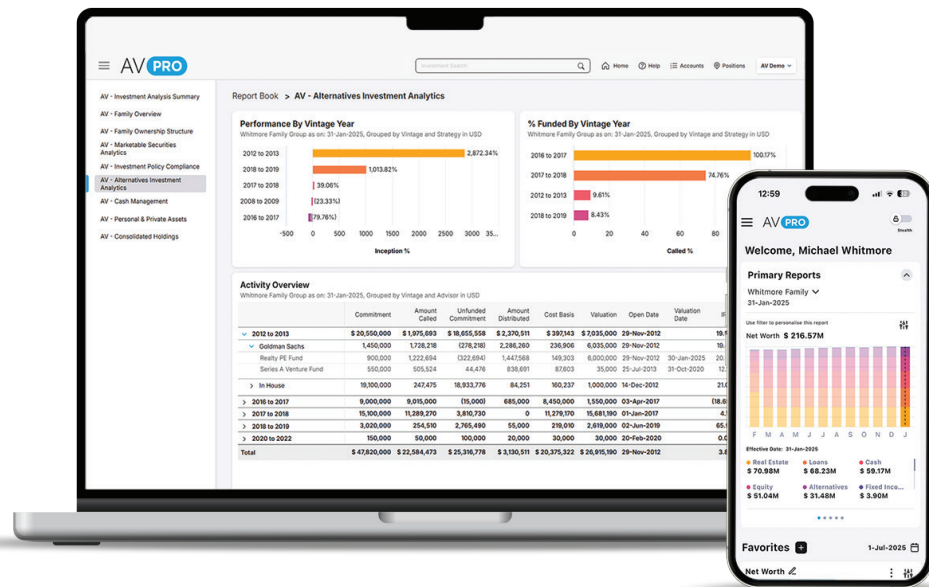 AV PRO
Investment Search
Home
Help
Accounts
Positions
AV Demo
AV - Investment Analysis Summary
AV - Family Overview
AV - Family Ownership Structure
AV - Marketable Securities
Analytics
AV - Investment Policy Compliance
AV - Alternatives Investment
Analytics
AV - Cash Management
AV - Personal & Private Assets
AV - Consolidated Holdings
Report Book > AV - Alternatives Investment Analytics
Performance By Vintage Year
Whitmore Family Group as on: 31-Jan-2025, Grouped by Vintage and Strategy in USD
2012 to 2013 2,872.34%
2018 to 2019 1,013.82%
2017 to 2018 39.06%
2008 to 2009 (23.33%)
2016 to 2017 (79.76%)
-500 0 500 1000 1500 2000 2500 3000 35...
Inception %
% Funded By Vintage Year
Whitmore Family Group as on: 31-Jan-2025, Grouped by Vintage and Strategy in USD
2016 to 2017 100.17%
2017 to 2018 74.76%
2012 to 2013 9.61%
2018 to 2019 8.43%
0 20 40 60 80
Called %
Activity Overview
Whitmore Family Group as on: 31-Jan-2025, Grouped by Vintage and Advisor in USD
Commitment Amount Called Unfunded Commitment Amount Distributed Cost Basis Valuation Open Date Valuation Date
2012 to 2013 $ 20,550,000 $ 1,975,693 $ 18,655,558 $ 2,370,511 $ 397,143 $ 7,035,000 29-Nov-2012
Goldman Sachs 1,450,000 1,728,218 (278,218) 2,286,260 236,906 6,035,000 29-Nov-2012
Realty PE Fund 900,000 1,222,694 (322,694) 1,447,568 149,303 6,000,000 29-Nov-2012 30-Jan-2025
Series A Venture Fund 550,000 505,524 44,476 838,691 87,603 35,000 25-Jul-2013 31-Oct-2020
In House 19,100,000 247,475 18,933,776 84,251 160,237 1,000,000 14-Dec-2012
2016 to 2017 9,000,000 9,015,000 (15,000) 685,000 8,450,000 1,550,000 03-Apr-2017
2017 to 2018 15,100,000 11,289,270 3,810,730 0 11,279,170 15,681,190 01-Jan-2017
2018 to 2019 3,020,000 254,510 2,765,490 55,000 219,010 2,619,000 02-Jun-2019
2020 to 2022 150,000 50,000 100,000 20,000 30,000 30,000 20-Feb-2020
Total $ 47,820,000 $ 22,584,473 $ 25,316,778 $ 3,130,511 $ 20,375,322 $ 26,915,190 29-Nov-2012
12:59
AV PRO
Stealth
Welcome, Michael Whitmore
Primary Reports
Whitmore Family
31-Jan-2025
Use filter to personalise this report
Net Worth $ 216.57M
F M A M J J A S O N D J
Effective Date: 31-Jan-2025
Real Estate Loans Cash
$ 70.98M $ 68.23M $ 59.17M
Equity Alternatives Fixed Inco...
$ 51.04M $ 31.48M $ 3.90M
Favorites
1-Jul-2025
Net Worth